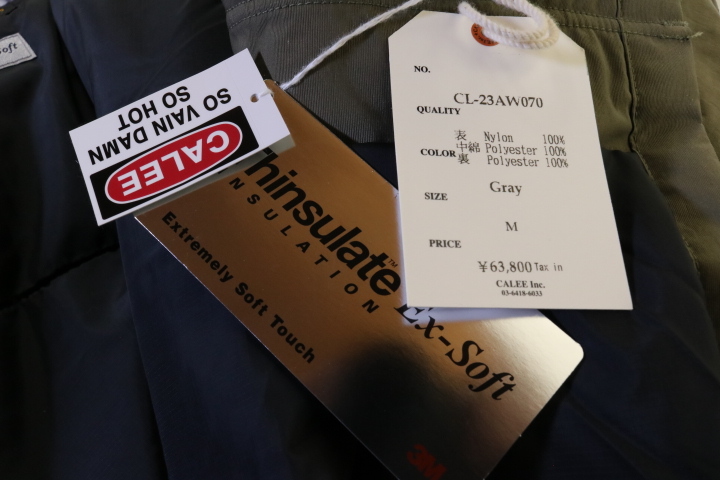 soft
CALEE
SO VAIN DAMN
SO HOT
Thinsulate™
INSULATION
Ex-Soft
Extremely Soft Touch
3M
NO.
CL-23AW070
QUALITY
表 Nylon 100%
中綿 Polyester 100%
COLOR
裏 Polyester 100%
Gray
SIZE
M
PRICE
¥63,800 Tax in
CALEE Inc.
03-6418-6033